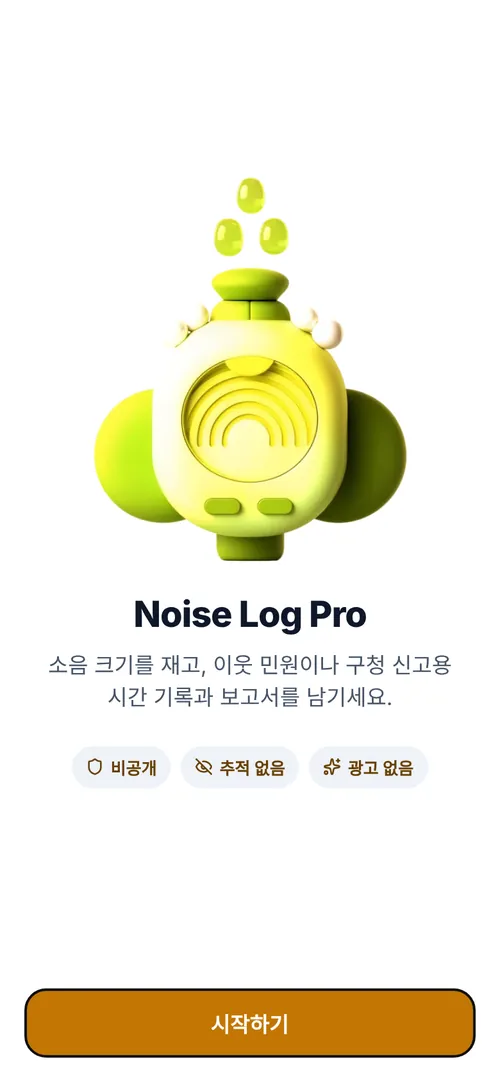 Noise Log Pro
소음 크기를 재고, 이웃 민원이나 구청 신고용
시간 기록과 보고서를 남기세요.
비공개
추적 없음
광고 없음
시작하기